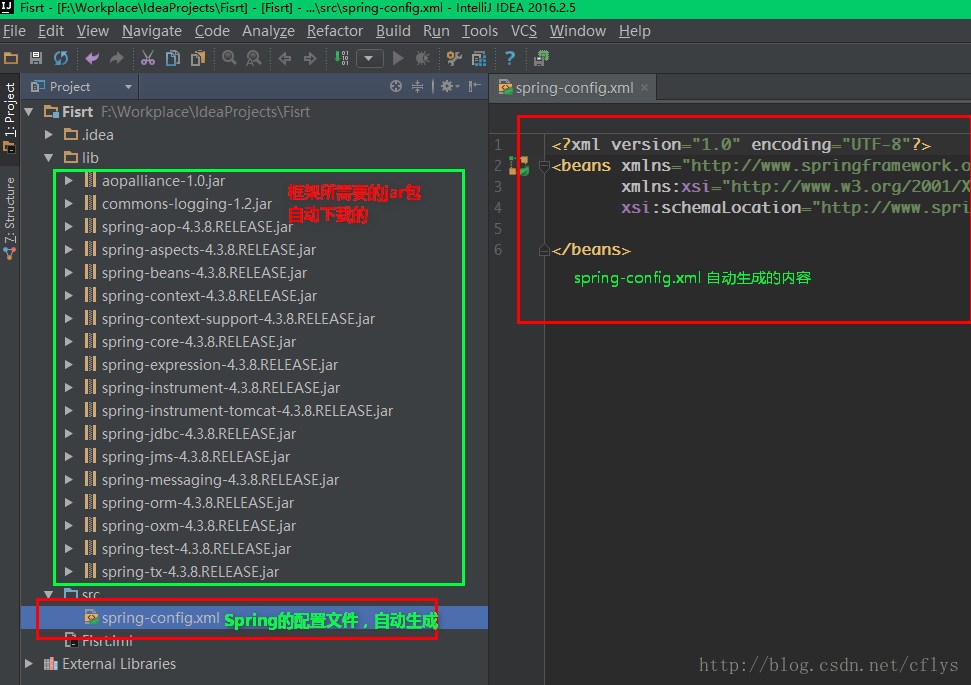 Fisrt - [F:\Workplace\IdeaProjects\Fisrt] - [Fisrt] - ...\src\spring-config.xml - IntelliJ IDEA 2016.2.5
File Edit View Navigate Code Analyze Refactor Build Run Tools VCS Window Help
Project
spring-config.xml
1: Project
7: Structure
Fisrt F:\Workplace\IdeaProjects\Fisrt
.idea
lib
aopalliance-1.0.jar
commons-logging-1.2.jar
spring-aop-4.3.8.RELEASE.jar
spring-aspects-4.3.8.RELEASE.jar
spring-beans-4.3.8.RELEASE.jar
spring-context-4.3.8.RELEASE.jar
spring-context-support-4.3.8.RELEASE.jar
spring-core-4.3.8.RELEASE.jar
spring-expression-4.3.8.RELEASE.jar
spring-instrument-4.3.8.RELEASE.jar
spring-instrument-tomcat-4.3.8.RELEASE.jar
spring-jdbc-4.3.8.RELEASE.jar
spring-jms-4.3.8.RELEASE.jar
spring-messaging-4.3.8.RELEASE.jar
spring-orm-4.3.8.RELEASE.jar
spring-oxm-4.3.8.RELEASE.jar
spring-test-4.3.8.RELEASE.jar
spring-tx-4.3.8.RELEASE.jar
框架所需要的jar包
自动下载的
src
spring-config.xml Spring的配置文件，自动生成
Fisrt.iml
External Libraries
1 <?xml version="1.0" encoding="UTF-8"?>
2 <beans xmlns="http://www.springframework.o
3 xmlns:xsi="http://www.w3.org/2001/X
4 xsi:schemaLocation="http://www.spri
5
6 </beans>
spring-config.xml 自动生成的内容
http://blog.csdn.net/cflys